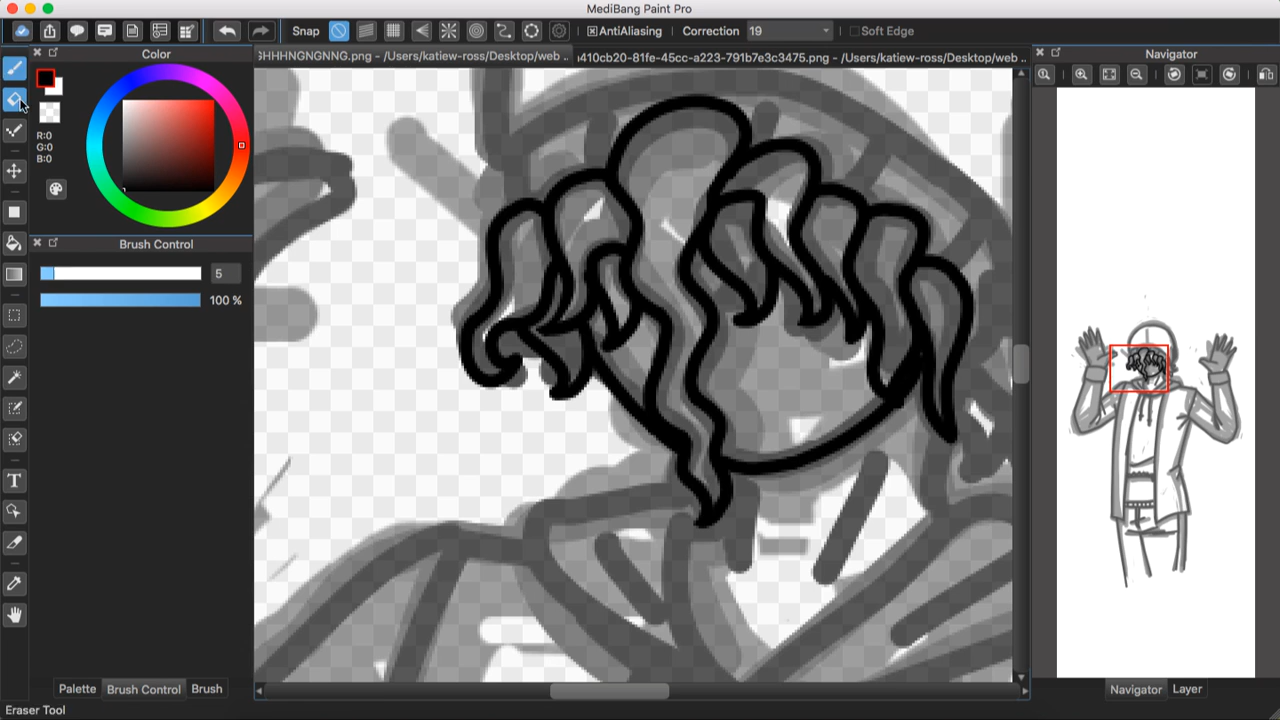 MediBang Paint Pro
Snap
AntiAliasing
Correction 19
Soft Edge
Color
GHHHNGNGNNG.png - /Users/katiew-ross/Desktop/web ..
410cb20-81fe-45cc-a223-791b7e3c3475.png - /Users/katiew-ross/Desktop/web ..
Navigator
R:0
G:0
B:0
Brush Control
5
100 %
T
Palette
Brush Control
Brush
Navigator
Layer
Eraser Tool